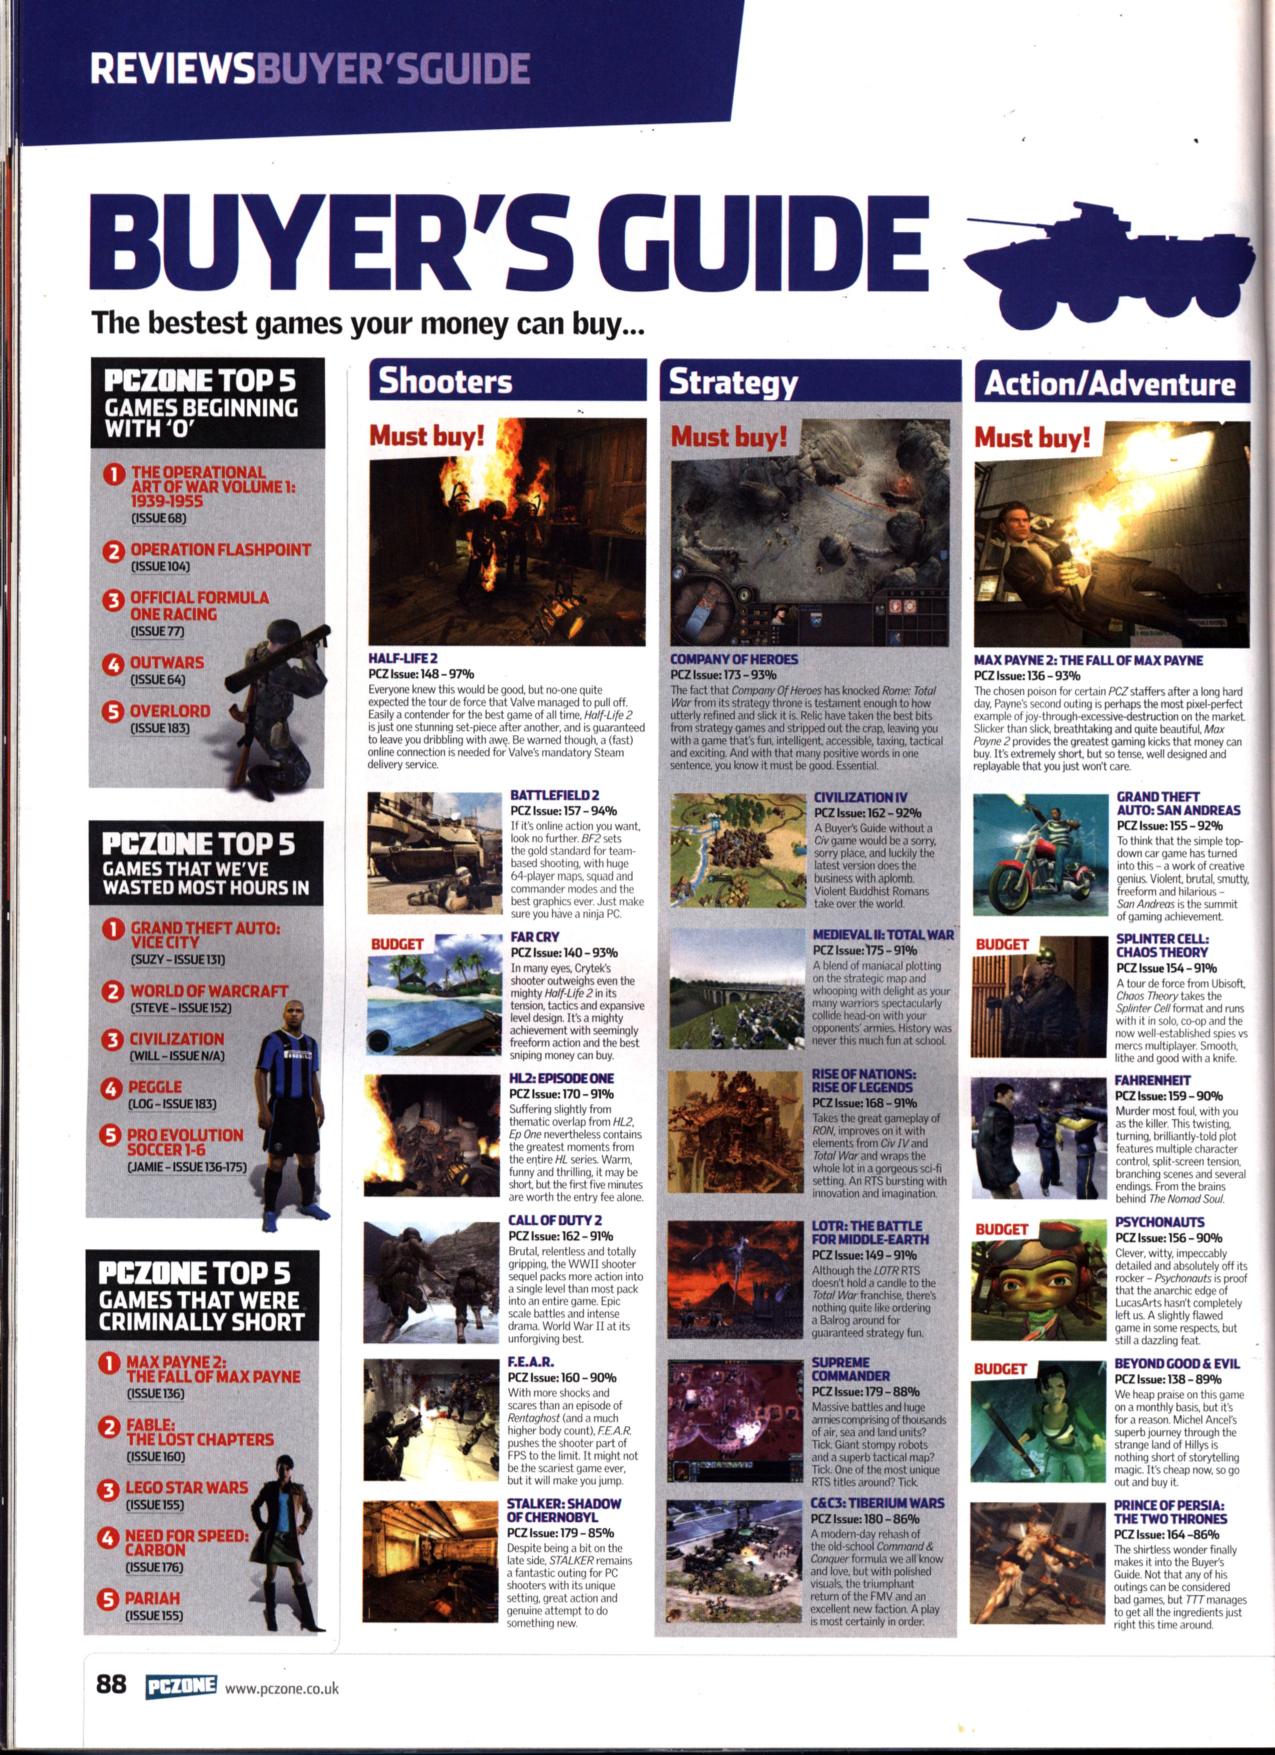 REVIEWSBUYER'SGUIDE
BUYER'S GUIDE
The bestest games your money can buy...
PCZONE TOP 5
GAMES BEGINNING
WITH 'O'
1 THE OPERATIONAL
ART OF WAR VOLUME 1:
1939-1955
(ISSUE 68)
2 OPERATION FLASHPOINT
(ISSUE 104)
3 OFFICIAL FORMULA
ONE RACING
(ISSUE 77)
4 OUTWARS
(ISSUE 64)
5 OVERLORD
(ISSUE 183)
PCZONE TOP 5
GAMES THAT WE'VE
WASTED MOST HOURS IN
1 GRAND THEFT AUTO:
VICE CITY
(SUZY – ISSUE 131)
2 WORLD OF WARCRAFT
(STEVE – ISSUE 152)
3 CIVILIZATION
(WILL – ISSUE N/A)
4 PEGGLE
(LOG – ISSUE 183)
5 PRO EVOLUTION
SOCCER 1-6
(JAMIE – ISSUE 136-175)
PCZONE TOP 5
GAMES THAT WERE
CRIMINALLY SHORT
1 MAX PAYNE 2:
THE FALL OF MAX PAYNE
(ISSUE 136)
2 FABLE:
THE LOST CHAPTERS
(ISSUE 160)
3 LEGO STAR WARS
(ISSUE 155)
4 NEED FOR SPEED:
CARBON
(ISSUE 176)
5 PARIAH
(ISSUE 155)
Shooters
Must buy!
HALF-LIFE 2
PCZ Issue: 148 – 97%
Everyone knew this would be good, but no-one quite
expected the tour de force that Valve managed to pull off.
Easily a contender for the best game of all time, Half-Life 2
is just one stunning set-piece after another, and is guaranteed
to leave you dribbling with awe. Be warned though, a (fast)
online connection is needed for Valve's mandatory Steam
delivery service.
BATTLEFIELD 2
PCZ Issue: 157 – 94%
If it's online action you want,
look no further. BF2 sets
the gold standard for team-
based shooting, with huge
64-player maps, squad and
commander modes and the
best graphics ever. Just make
sure you have a ninja PC.
BUDGET
FAR CRY
PCZ Issue: 140 – 93%
In many eyes, Crytek's
shooter outweighs even the
mighty Half-Life 2 in its
tension, tactics and expansive
level design. It's a mighty
achievement with seemingly
freeform action and the best
sniping money can buy.
HL2: EPISODE ONE
PCZ Issue: 170 – 91%
Suffering slightly from
thematic overlap from HL2,
Ep One nevertheless contains
the greatest moments from
the entire HL series. Warm,
funny and thrilling, it may be
short, but the first five minutes
are worth the entry fee alone.
CALL OF DUTY 2
PCZ Issue: 162 – 91%
Brutal, relentless and totally
gripping, the WWII shooter
sequel packs more action into
a single level than most pack
into an entire game. Epic
scale battles and intense
drama. World War II at its
unforgiving best.
F.E.A.R.
PCZ Issue: 160 – 90%
With more shocks and
scares than an episode of
Rentaghost (and a much
higher body count), F.E.A.R.
pushes the shooter part of
FPS to the limit. It might not
be the scariest game ever,
but it will make you jump.
STALKER: SHADOW
OF CHERNOBYL
PCZ Issue: 179 – 85%
Despite being a bit on the
late side, STALKER remains
a fantastic outing for PC
shooters with its unique
setting, great action and
genuine attempt to do
something new.
Strategy
Must buy!
COMPANY OF HEROES
PCZ Issue: 173 – 93%
The fact that Company Of Heroes has knocked Rome: Total
War from its strategy throne is testament enough to how
utterly refined and slick it is. Relic have taken the best bits
from strategy games and stripped out the crap, leaving you
with a game that's fun, intelligent, accessible, taxing, tactical
and exciting. And with that many positive words in one
sentence, you know it must be good. Essential.
CIVILIZATION IV
PCZ Issue: 162 – 92%
A Buyer's Guide without a
Civ game would be a sorry,
sorry place, and luckily the
latest version does the
business with aplomb.
Violent Buddhist Romans
take over the world.
MEDIEVAL II: TOTAL WAR
PCZ Issue: 175 – 91%
A blend of maniacal plotting
on the strategic map and
whooping with delight as your
many warriors spectacularly
collide head-on with your
opponents' armies. History was
never this much fun at school.
RISE OF NATIONS:
RISE OF LEGENDS
PCZ Issue: 168 – 91%
Takes the great gameplay of
RON, improves on it with
elements from Civ IV and
Total War and wraps the
whole lot in a gorgeous sci-fi
setting. An RTS bursting with
innovation and imagination.
LOTR: THE BATTLE
FOR MIDDLE-EARTH
PCZ Issue: 149 – 91%
Although the LOTR RTS
doesn't hold a candle to the
Total War franchise, there's
nothing quite like ordering
a Balrog around for
guaranteed strategy fun.
SUPREME
COMMANDER
PCZ Issue: 179 – 88%
Massive battles and huge
armies comprising of thousands
of air, sea and land units?
Tick. Giant stompy robots
and a superb tactical map?
Tick. One of the most unique
RTS titles around? Tick.
C&C3: TIBERIUM WARS
PCZ Issue: 180 – 86%
A modern-day rehash of
the old-school Command &
Conquer formula we all know
and love, but with polished
visuals, the triumphant
return of the FMV and an
excellent new faction. A play
is most certainly in order.
Action/Adventure
Must buy!
MAX PAYNE 2: THE FALL OF MAX PAYNE
PCZ Issue: 136 – 93%
The chosen poison for certain PCZ staffers after a long hard
day, Payne's second outing is perhaps the most pixel-perfect
example of joy-through-excessive-destruction on the market.
Slicker than slick, breathtaking and quite beautiful, Max
Payne 2 provides the greatest gaming kicks that money can
buy. It's extremely short, but so tense, well designed and
replayable that you just won't care.
GRAND THEFT
AUTO: SAN ANDREAS
PCZ Issue: 155 – 92%
To think that the simple top-
down car game has turned
into this – a work of creative
genius. Violent, brutal, smutty,
freeform and hilarious –
San Andreas is the summit
of gaming achievement.
BUDGET
SPLINTER CELL:
CHAOS THEORY
PCZ Issue 154 – 91%
A tour de force from Ubisoft,
Chaos Theory takes the
Splinter Cell format and runs
with it in solo, co-op and the
now well-established spies vs
mercs multiplayer. Smooth,
lithe and good with a knife.
FAHRENHEIT
PCZ Issue: 159 – 90%
Murder most foul, with you
as the killer. This twisting,
turning, brilliantly-told plot
features multiple character
control, split-screen tension,
branching scenes and several
endings. From the brains
behind The Nomad Soul.
BUDGET
PSYCHONAUTS
PCZ Issue: 156 – 90%
Clever, witty, impeccably
detailed and absolutely off its
rocker – Psychonauts is proof
that the anarchic edge of
LucasArts hasn't completely
left us. A slightly flawed
game in some respects, but
still a dazzling feat.
BUDGET
BEYOND GOOD & EVIL
PCZ Issue: 138 – 89%
We heap praise on this game
on a monthly basis, but it's
for a reason. Michel Ancel's
superb journey through the
strange land of Hillys is
nothing short of storytelling
magic. It's cheap now, so go
out and buy it.
PRINCE OF PERSIA:
THE TWO THRONES
PCZ Issue: 164 –86%
The shirtless wonder finally
makes it into the Buyer's
Guide. Not that any of his
outings can be considered
bad games, but TTT manages
to get all the ingredients just
right this time around.
88 PCZONE www.pczone.co.uk